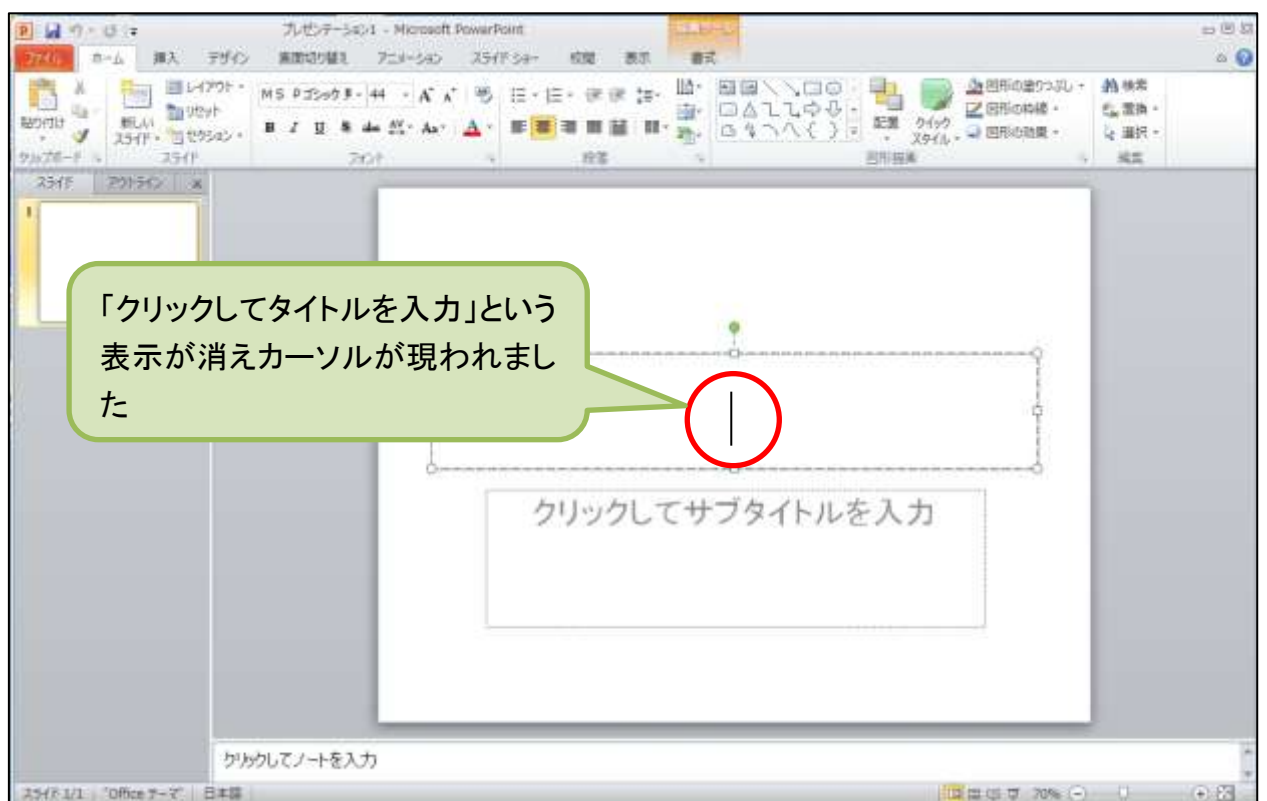 プレゼンテーション1 - Microsoft PowerPoint
ファイル ホーム 挿入 デザイン 画面切り替え アニメーション スライド ショー 校閲 表示 書式
レイアウト
リセット
セクション
貼り付け
新しい
スライド
MS Pゴシック 44
配置
クイック
スタイル
図形の塗りつぶし
図形の枠線
図形の効果
検索
置換
選択
クリップボード スライド フォント 段落 図形描画 編集
スライド アウトライン
1
「クリックしてタイトルを入力」という
表示が消えカーソルが現われまし
た
クリックしてサブタイトルを入力
クリックしてノートを入力
スライド 1/1 "Office テーマ" 日本語 70%